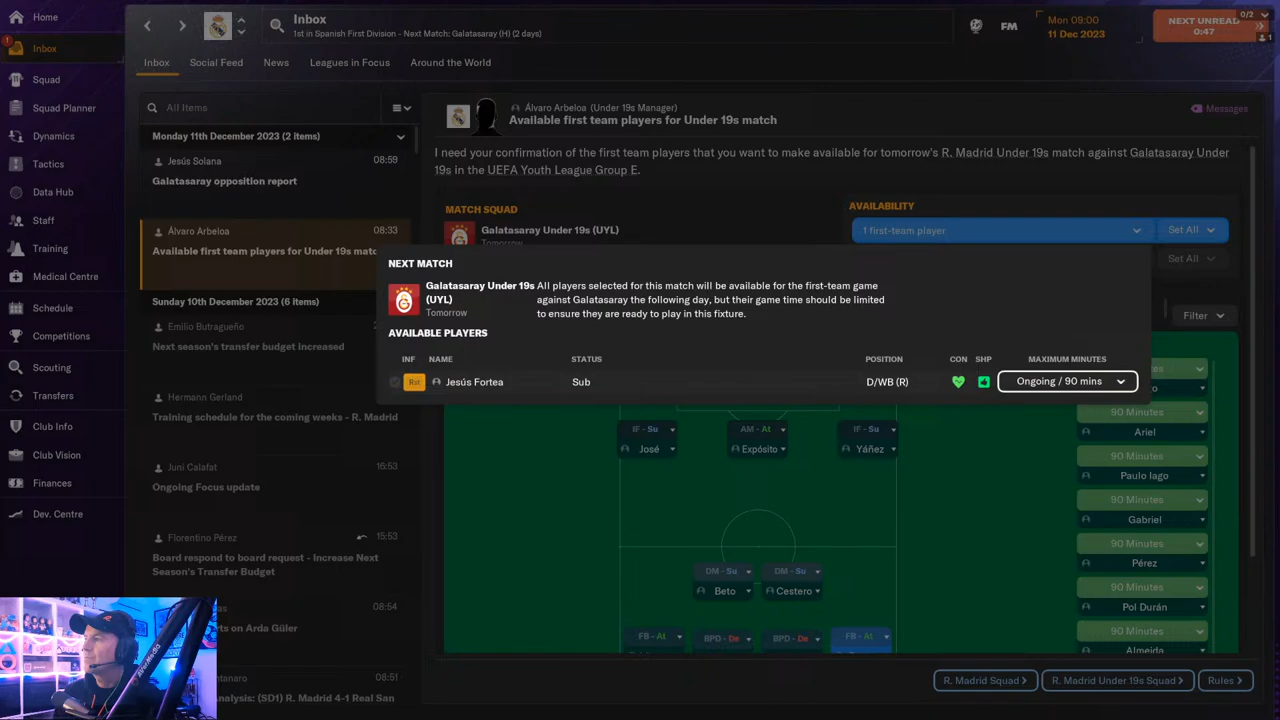 Home
Inbox
1st in Spanish First Division - Next Match: Galatasaray (H) (2 days)
FM
Mon 09:00
11 Dec 2023
NEXT UNREAD
0:47
0/2
1
1
Inbox
Inbox
Social Feed
News
Leagues in Focus
Around the World
Squad
Squad Planner
Dynamics
Tactics
Data Hub
Staff
Training
Medical Centre
Schedule
Competitions
Scouting
Transfers
Club Info
Club Vision
Finances
Dev. Centre
All Items
Monday 11th December 2023 (2 items)
Jesús Solana
08:59
Galatasaray opposition report
Álvaro Arbeloa
08:33
Available first team players for Under 19s matc
Sunday 10th December 2023 (6 items)
Emilio Butragueño
Next season's transfer budget increased
Hermann Gerland
Training schedule for the coming weeks - R. Madrid
Juni Calafat
16:53
Ongoing Focus update
Florentino Pérez
15:53
Board respond to board request - Increase Next
Season's Transfer Budget
08:54
rts on Arda Güler
08:51
nalysis: (SD1) R. Madrid 4-1 Real San
Álvaro Arbeloa (Under 19s Manager)
Available first team players for Under 19s match
Messages
I need your confirmation of the first team players that you want to make available for tomorrow's R. Madrid Under 19s match against Galatasaray Under
19s in the UEFA Youth League Group E.
MATCH SQUAD
Galatasaray Under 19s (UYL)
Tomorrow
AVAILABILITY
1 first-team player
Set All
Set All
Filter
NEXT MATCH
Galatasaray Under 19s
(UYL)
Tomorrow
All players selected for this match will be available for the first-team game
against Galatasaray the following day, but their game time should be limited
to ensure they are ready to play in this fixture.
AVAILABLE PLAYERS
INF
NAME
STATUS
POSITION
CON
SHP
MAXIMUM MINUTES
Rst
Jesús Fortea
Sub
D/WB (R)
Ongoing / 90 mins
IF - Su
José
AM - At
Expósito
IF - Su
Yáñez
DM - Su
Beto
DM - Su
Cestero
FB - At
BPD - De
BPD - De
FB - At
90 Minutes
Ariel
90 Minutes
Paulo Iago
90 Minutes
Gabriel
90 Minutes
Pérez
90 Minutes
Pol Durán
90 Minutes
Almeida
R. Madrid Squad
R. Madrid Under 19s Squad
Rules
AVerMedia